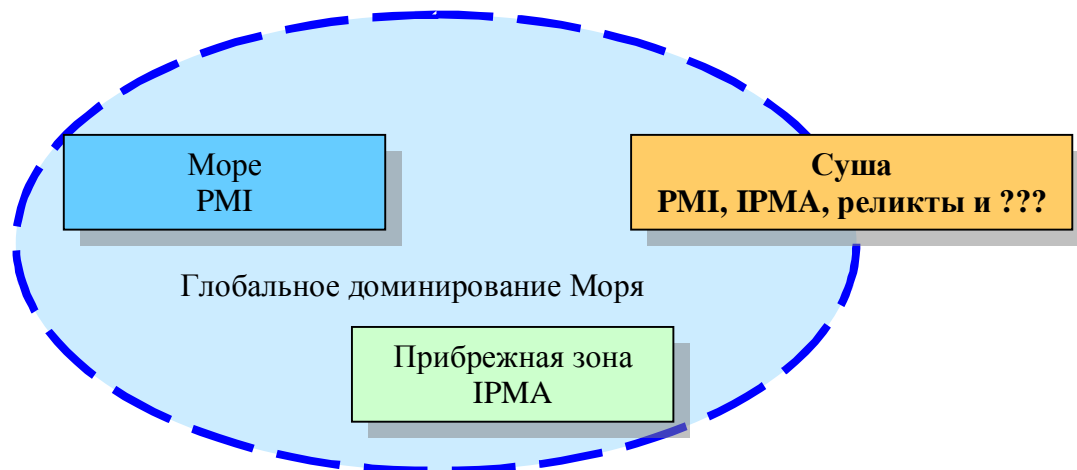 Море
PMI
Суша
PMI, IPMA, реликты и ???
Глобальное доминирование Моря
Прибрежная зона
IPMA